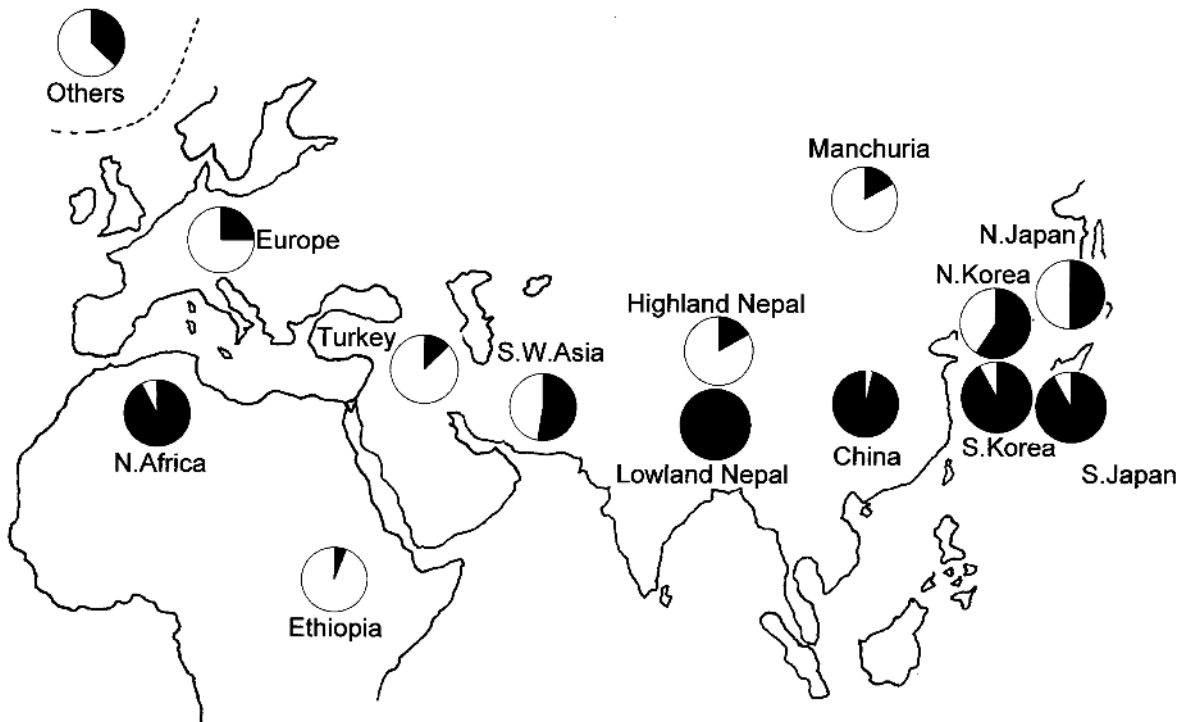 Others
Manchuria
N.Japan
Europe
N.Korea
Highland Nepal
Turkey
S.W.Asia
N.Africa
China
S.Korea
Lowland Nepal
S.Japan
Ethiopia